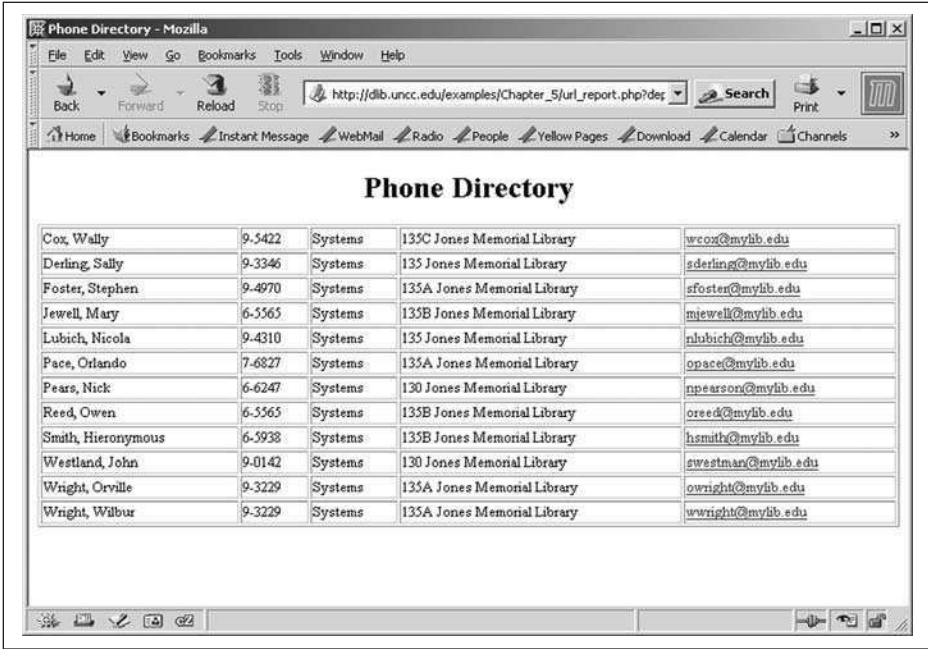 Phone Directory - Mozilla
File Edit View Go Bookmarks Tools Window Help
Back Forward Reload Stop http://dlib.uncc.edu/examples/Chapter_5/url_report.php?dep Search Print
Home Bookmarks Instant Message WebMail Radio People Yellow Pages Download Calendar Channels »
Phone Directory
Cox, Wally 9-5422 Systems 135C Jones Memorial Library wcox@mylib.edu
Derling, Sally 9-3346 Systems 135 Jones Memorial Library sderling@mylib.edu
Foster, Stephen 9-4970 Systems 135A Jones Memorial Library sfoster@mylib.edu
Jewell, Mary 6-5565 Systems 135B Jones Memorial Library mjewell@mylib.edu
Lubich, Nicola 9-4310 Systems 135 Jones Memorial Library nlubich@mylib.edu
Pace, Orlando 7-6827 Systems 135A Jones Memorial Library opace@mylib.edu
Pears, Nick 6-6247 Systems 130 Jones Memorial Library npearson@mylib.edu
Reed, Owen 6-5565 Systems 135B Jones Memorial Library oreed@mylib.edu
Smith, Hieronymous 6-5938 Systems 135B Jones Memorial Library hsmith@mylib.edu
Westland, John 9-0142 Systems 130 Jones Memorial Library swestman@mylib.edu
Wright, Orville 9-3229 Systems 135A Jones Memorial Library owright@mylib.edu
Wright, Wilbur 9-3229 Systems 135A Jones Memorial Library wwright@mylib.edu